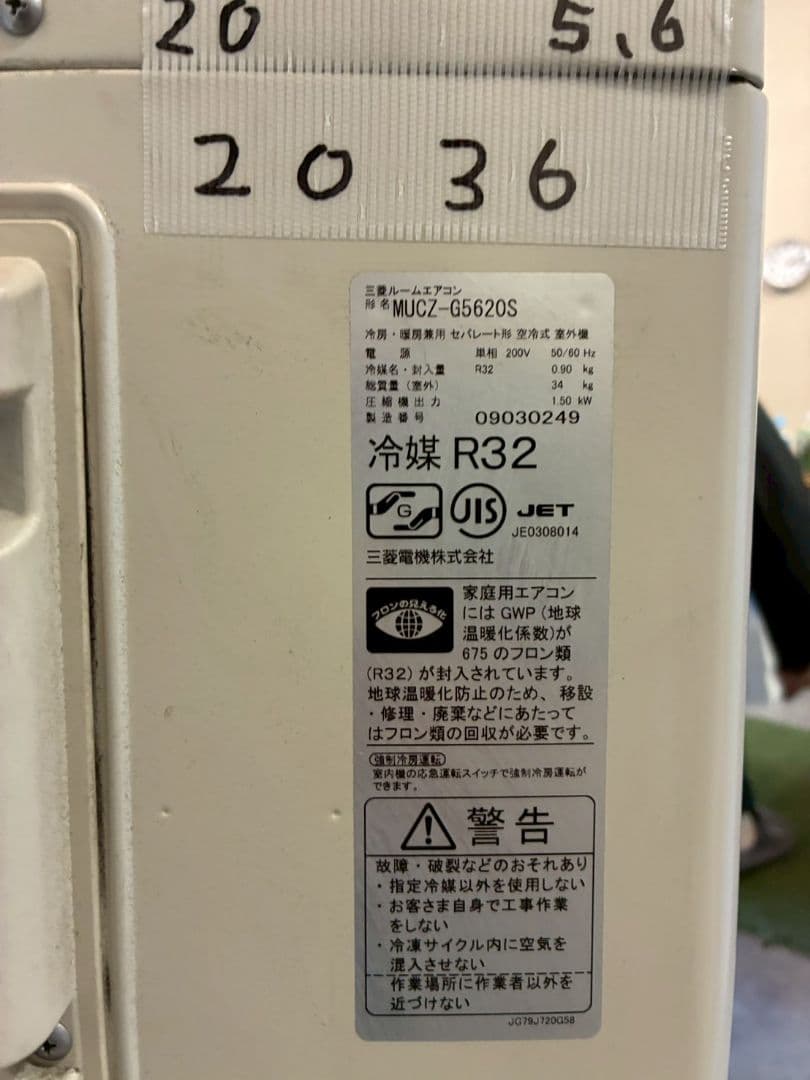 20 5.6
2036
三菱ルームエアコン
形名 MUCZ-G5620S
冷房・暖房兼用 セパレート形 空冷式 室外機
電源 単相 200V 50/60 Hz
冷媒名・封入量 R32 0.90 kg
総質量(室外) 34 kg
圧縮機出力 1.50 kW
製造番号 09030249
冷媒 R32
G JIS JET
JE0308014
三菱電機株式会社
フロンの見える化
家庭用エアコン
には GWP(地球
温暖化係数)が
675 のフロン類
(R32)が封入されています。
地球温暖化防止のため、移設
・修理・廃棄などにあたって
はフロン類の回収が必要です。
強制冷房運転
室内機の応急運転スイッチで強制冷房運転が
できます。
警告
故障・破裂などのおそれあり
・指定冷媒以外を使用しない
・お客さま自身で工事作業
をしない
・冷凍サイクル内に空気を
混入させない
作業場所に作業者以外を
近づけない
JG79J720G58